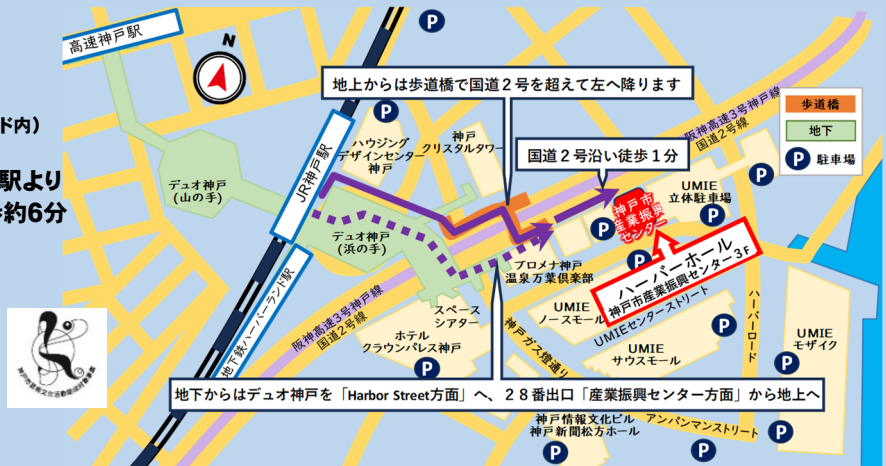 高速神戸駅
N
P
地上からは歩道橋で国道２号を超えて左へ降ります
阪神高速3号神戸線
国道2号線
歩道橋
地下
P 駐車場
ド内）
駅より
約6分
P
ハウジング
デザインセンター
神戸
神戸
クリスタルタワー
国道２号沿い徒歩１分
JR神戸駅
デュオ神戸
(山の手)
デュオ神戸
(浜の手)
P
UMIE
立体駐車場
P
P
神戸市
産業振興
センター
P
ハーバーホール
神戸市産業振興センター３F
プロメナ神戸
温泉万葉倶楽部
地下鉄ハーバーランド駅
阪神高速3号神戸線
国道2号線
スペース
シアター
ホテル
クラウンパレス神戸
P
神戸ガス燈通り
UMIE
ノースモール
UMIEセンターストリート
UMIE
サウスモール
P
ハーバーロード
UMIE
モザイク
P
地下からはデュオ神戸を「Harbor Street方面」へ、２８番出口「産業振興センター方面」から地上へ
神戸情報文化ビル
神戸新聞松方ホール
アンパンマンストリート
P
P
P